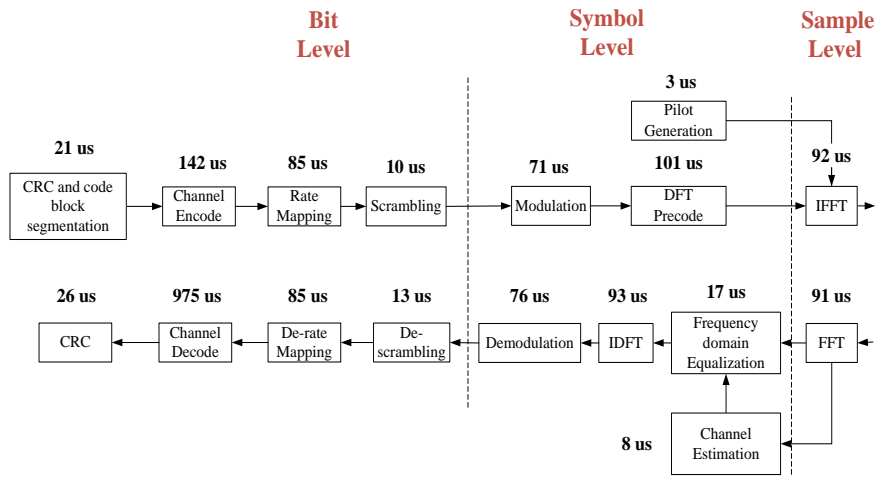 Bit
Level
Symbol
Level
Sample
Level
3 us
Pilot
Generation
21 us
142 us
85 us
10 us
71 us
101 us
92 us
CRC and code
block
segmentation
Channel
Encode
Rate
Mapping
Scrambling
Modulation
DFT
Precode
IFFT
26 us
975 us
85 us
13 us
76 us
93 us
17 us
91 us
CRC
Channel
Decode
De-rate
Mapping
De-
scrambling
Demodulation
IDFT
Frequency
domain
Equalization
FFT
8 us
Channel
Estimation